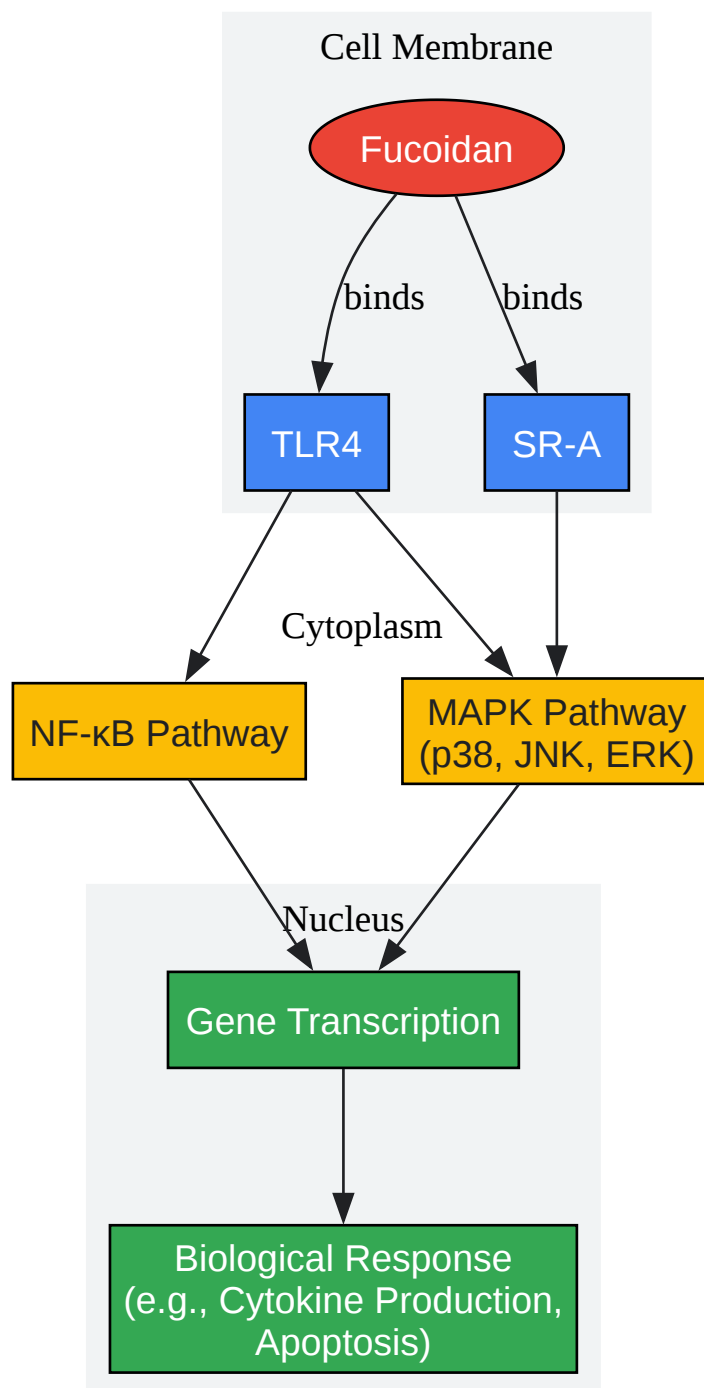 Cell Membrane
Fucoidan
binds
binds
TLR4
SR-A
Cytoplasm
NF-κB Pathway
MAPK Pathway
(p38, JNK, ERK)
Nucleus
Gene Transcription
Biological Response
(e.g., Cytokine Production,
Apoptosis)